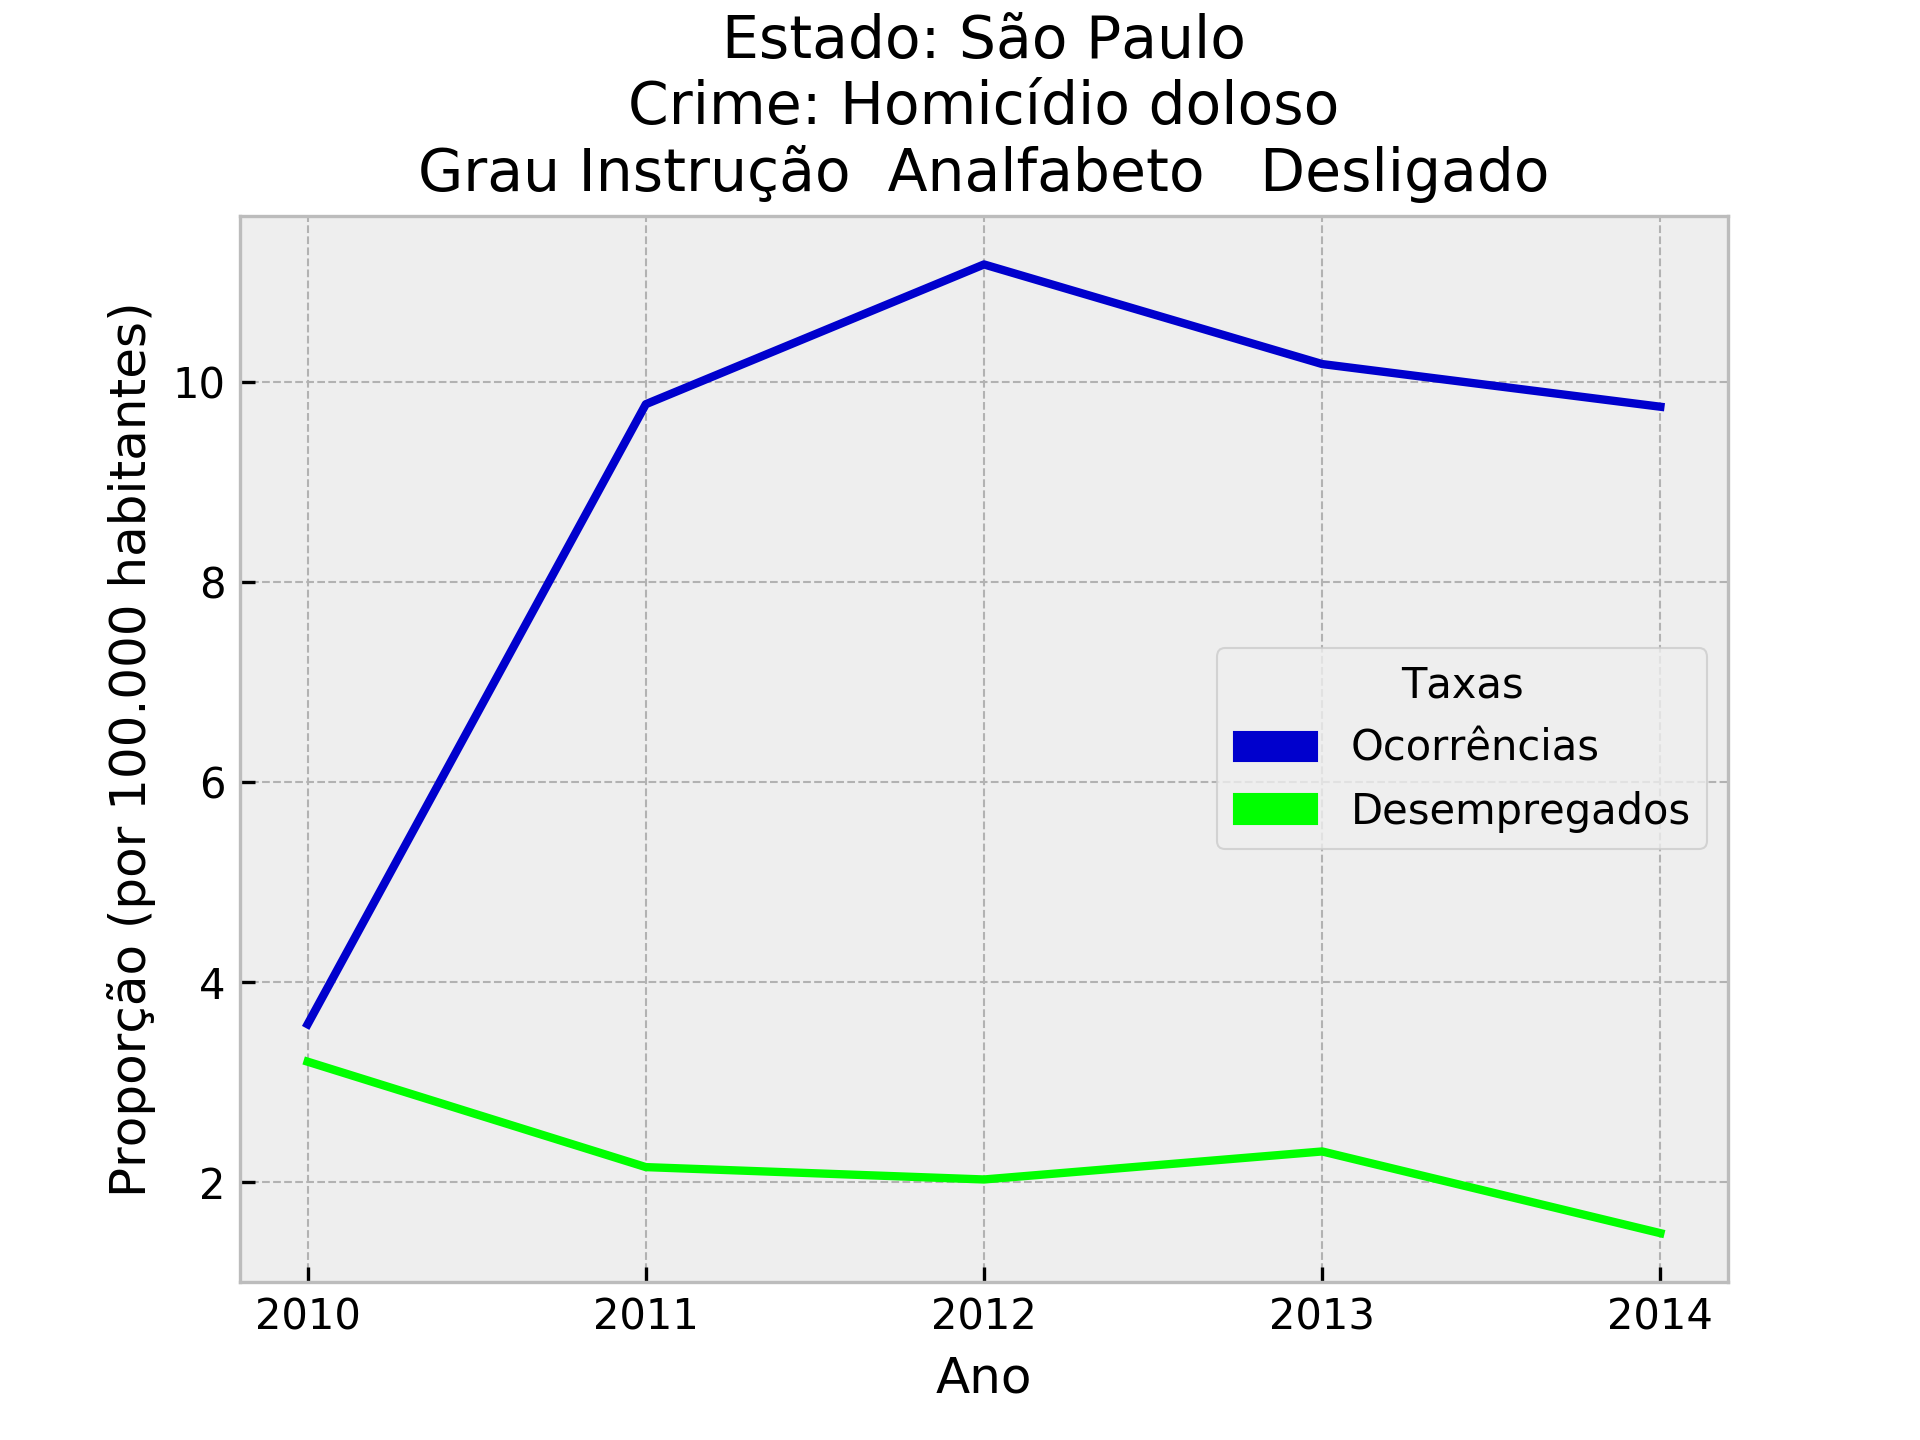 Estado: São Paulo
Crime: Homicídio doloso
Grau Instrução  Analfabeto   Desligado
Proporção (por 100.000 habitantes)
10
8
6
4
2
Taxas
Ocorrências
Desempregados
2010 2011 2012 2013 2014
Ano